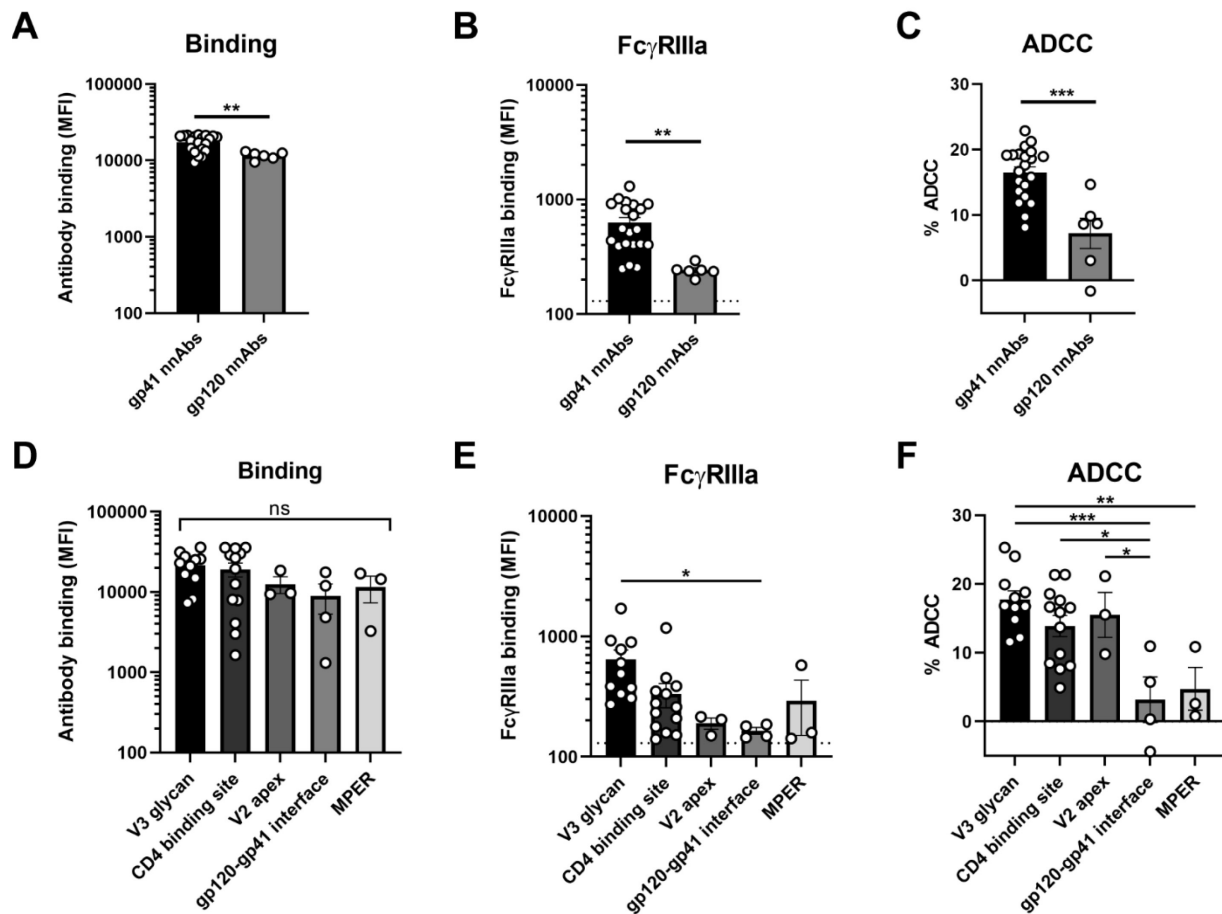 A
Binding
Antibody binding (MFI)
100000
10000
1000
100
**
gp41 nnAbs
gp120 nnAbs
B
FcγRIIIa
FcγRIIIa binding (MFI)
10000
1000
100
**
gp41 nnAbs
gp120 nnAbs
C
ADCC
% ADCC
30
20
10
0
***
gp41 nnAbs
gp120 nnAbs
D
Binding
Antibody binding (MFI)
100000
10000
1000
100
ns
V3 glycan
CD4 binding site
V2 apex
gp120-gp41 interface
MPER
E
FcγRIIIa
FcγRIIIa binding (MFI)
10000
1000
100
*
V3 glycan
CD4 binding site
V2 apex
gp120-gp41 interface
MPER
F
ADCC
% ADCC
30
20
10
0
**
***
*
*
V3 glycan
CD4 binding site
V2 apex
gp120-gp41 interface
MPER